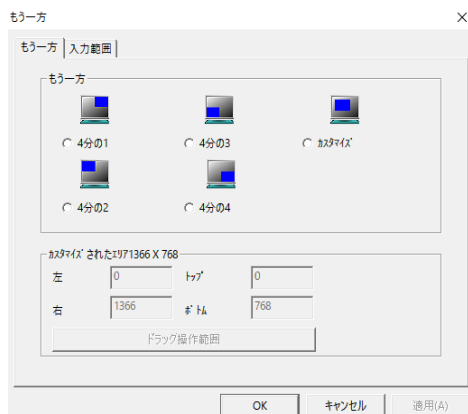 もう一方
もう一方 入力範囲
もう一方
4分の1 4分の3 ｶｽﾀﾏｲｽﾞ
4分の2 4分の4
ｶｽﾀﾏｲｽﾞされたｴﾘｱ1366 X 768
左 0 ﾄｯﾌﾟ 0
右 1366 ﾎﾞﾄﾑ 768
ドラッグ操作範囲
OK キャンセル 適用(A)